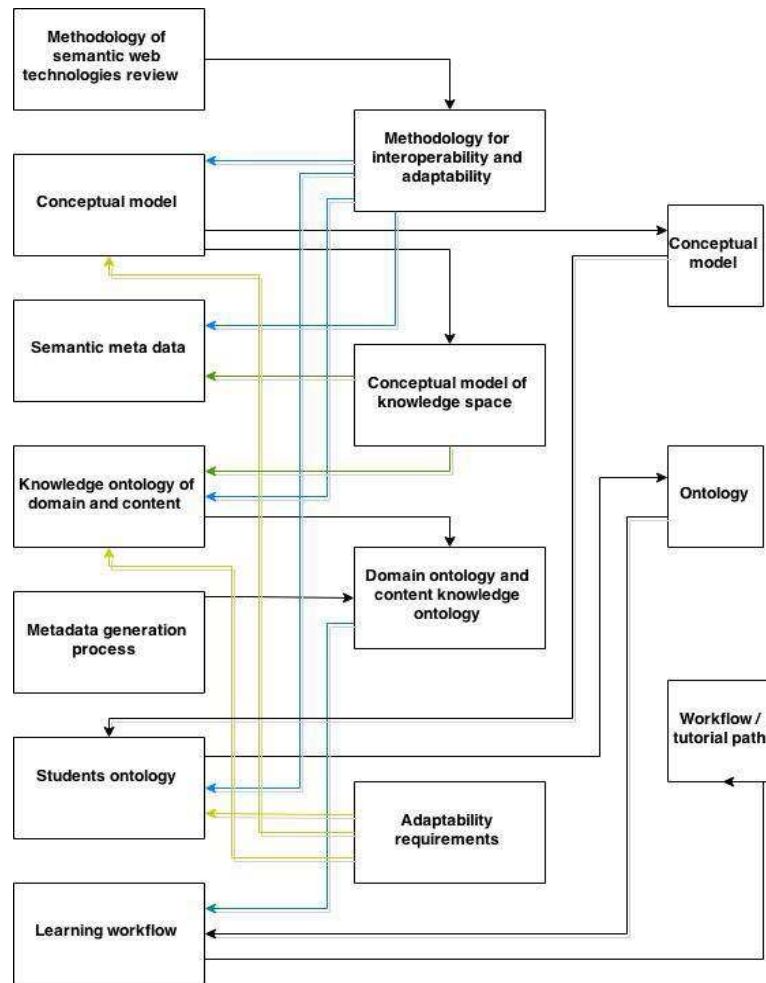 Methodology of
semantic web
technologies review
Methodology for
interoperability and
adaptability
Conceptual model
Conceptual
model
Semantic meta data
Conceptual model of
knowledge space
Knowledge ontology of
domain and content
Ontology
Domain ontology and
content knowledge
ontology
Metadata generation
process
Workflow /
tutorial path
Students ontology
Adaptability
requirements
Learning workflow